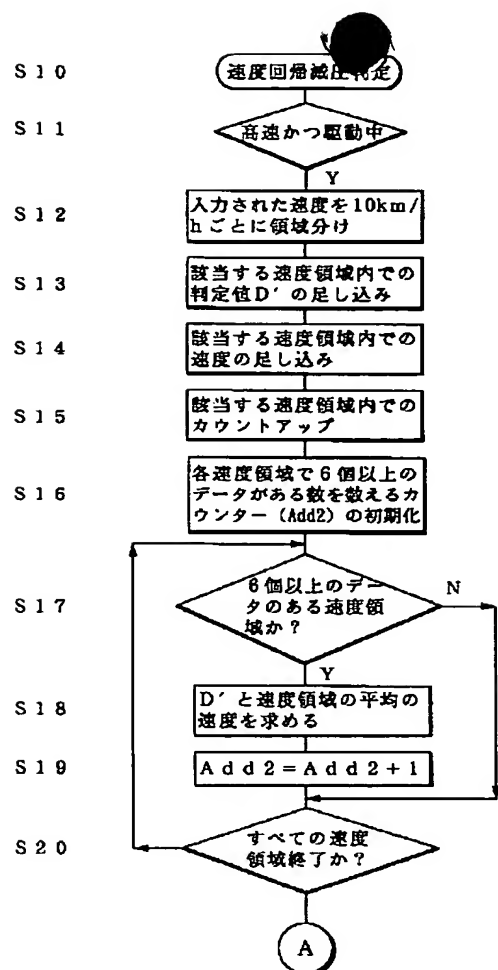 S10
速度回帰減圧判定
S11
高速かつ駆動中
Y
S12
入力された速度を10km/
hごとに領域分け
S13
該当する速度領域内での
判定値D′の足し込み
S14
該当する速度領域内での
速度の足し込み
S15
該当する速度領域内での
カウントアップ
S16
各速度領域で6個以上の
データがある数を数えるカ
ウンター(Add2)の初期化
S17
6個以上のデー
タのある速度領
域か?
N
Y
S18
D′と速度領域の平均の
速度を求める
S19
Add2=Add2+1
S20
すべての速度
領域終了か?
A